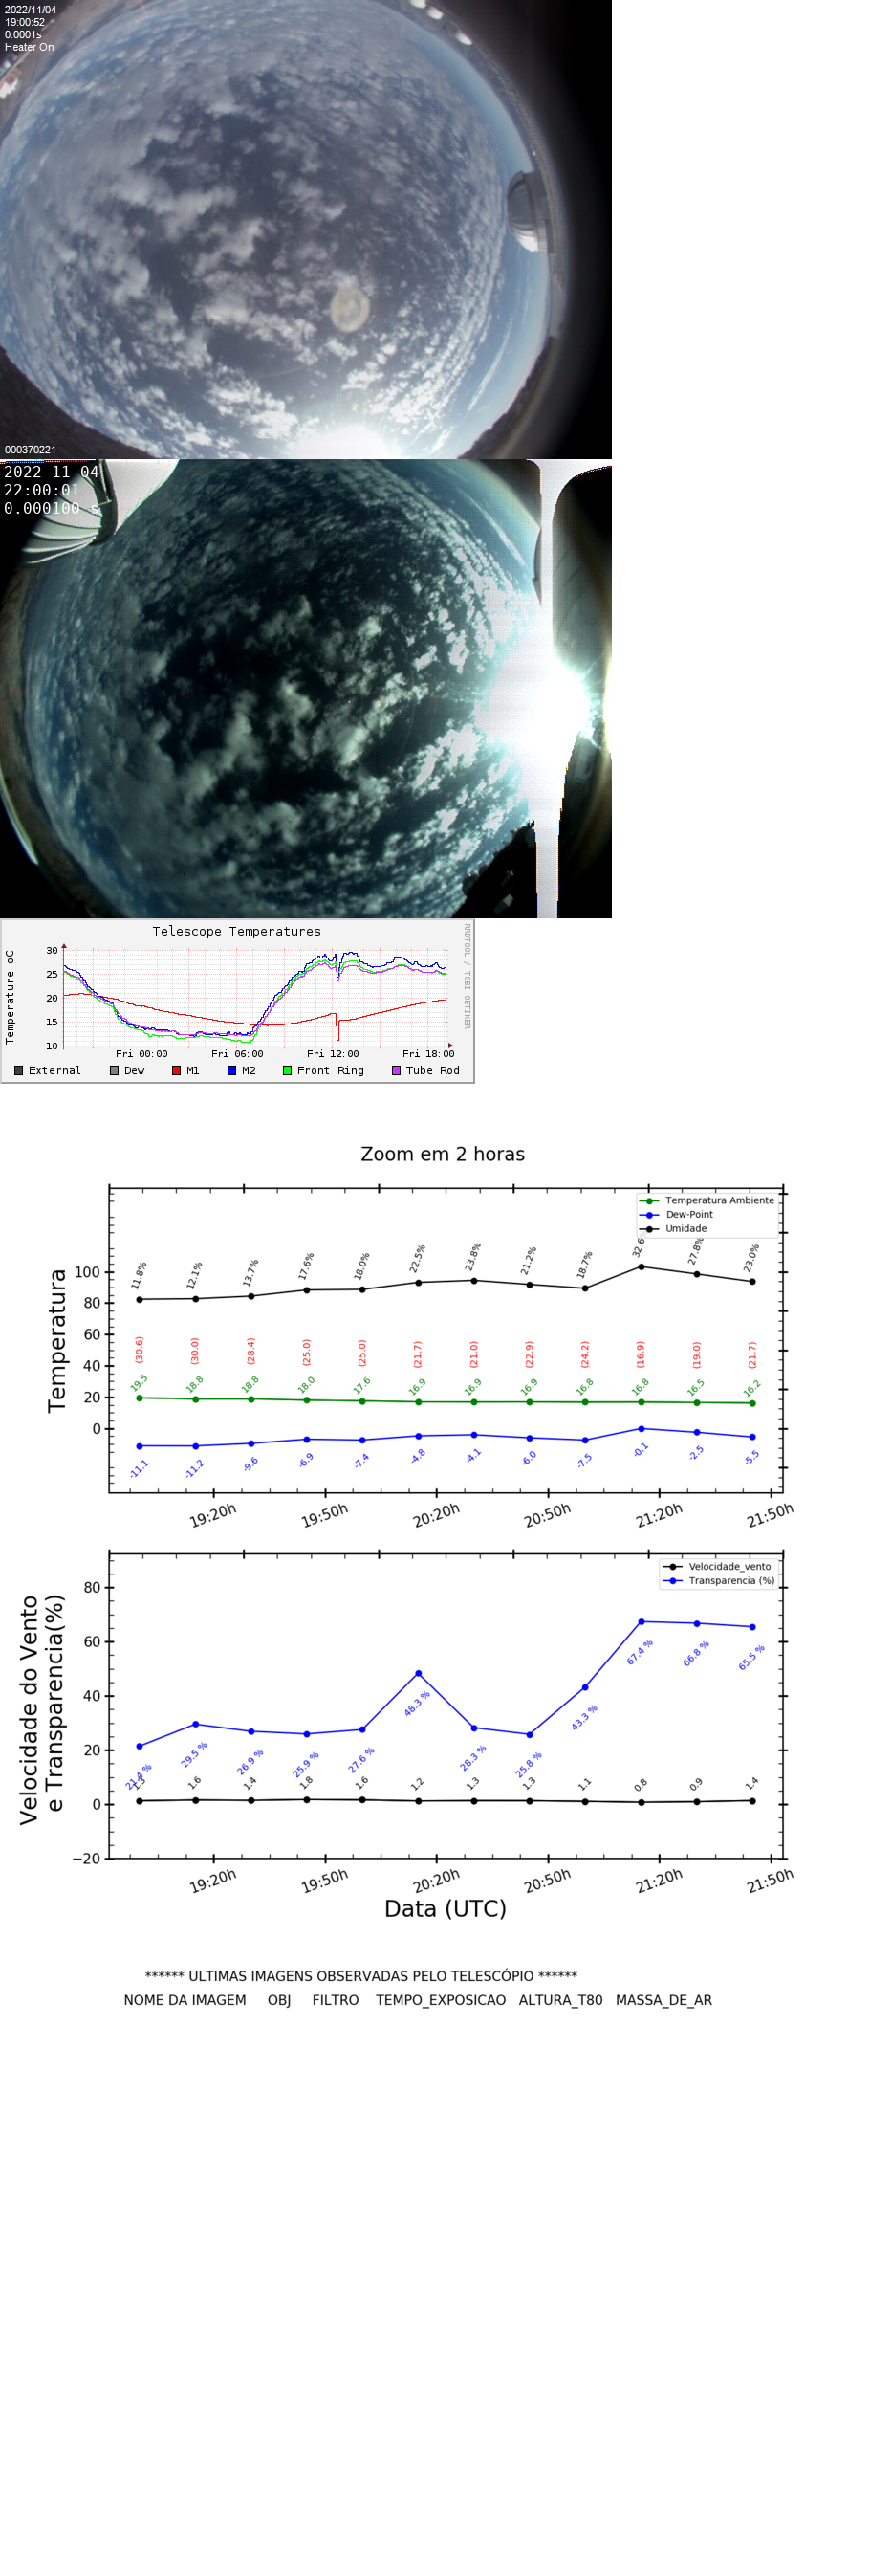 2022/11/04
19:00:52
0.0001s
Heater On
000370221
2022-11-04
22:00:01
0.000100 s
Telescope Temperatures
RRDTOOL / TOBI OETIKER
Temperature oC
30
25
20
15
10
Fri 00:00 Fri 06:00 Fri 12:00 Fri 18:00
External Dew M1 M2 Front Ring Tube Rod
Zoom em 2 horas
Temperatura Ambiente
Dew-Point
Umidade
Temperatura
100
80
60
40
20
0
11.8% 12.1% 13.7% 17.6% 18.0% 22.5% 23.8% 21.2% 18.7% 32.6 27.8% 23.0%
(30.6) (30.0) (28.4) (25.0) (25.0) (21.7) (21.0) (22.9) (24.2) (16.9) (19.0) (21.7)
19.5 18.8 18.8 18.0 17.6 16.9 16.9 16.9 16.8 16.8 16.5 16.2
-11.1 -11.2 -9.6 -6.9 -7.4 -4.8 -4.1 -6.0 -7.5 -0.1 -2.5 -5.5
19:20h 19:50h 20:20h 20:50h 21:20h 21:50h
Velocidade_vento
Transparencia (%)
Velocidade do Vento
e Transparencia(%)
80
60
40
20
0
−20
21.4 % 29.5 % 26.9 % 25.9 % 27.6 % 48.3 % 28.3 % 25.8 % 43.3 % 67.4 % 66.8 % 65.5 %
1.3 1.6 1.4 1.8 1.6 1.2 1.3 1.3 1.1 0.8 0.9 1.4
19:20h 19:50h 20:20h 20:50h 21:20h 21:50h
Data (UTC)
****** ULTIMAS IMAGENS OBSERVADAS PELO TELESCÓPIO ******
NOME DA IMAGEM OBJ FILTRO TEMPO_EXPOSICAO ALTURA_T80 MASSA_DE_AR